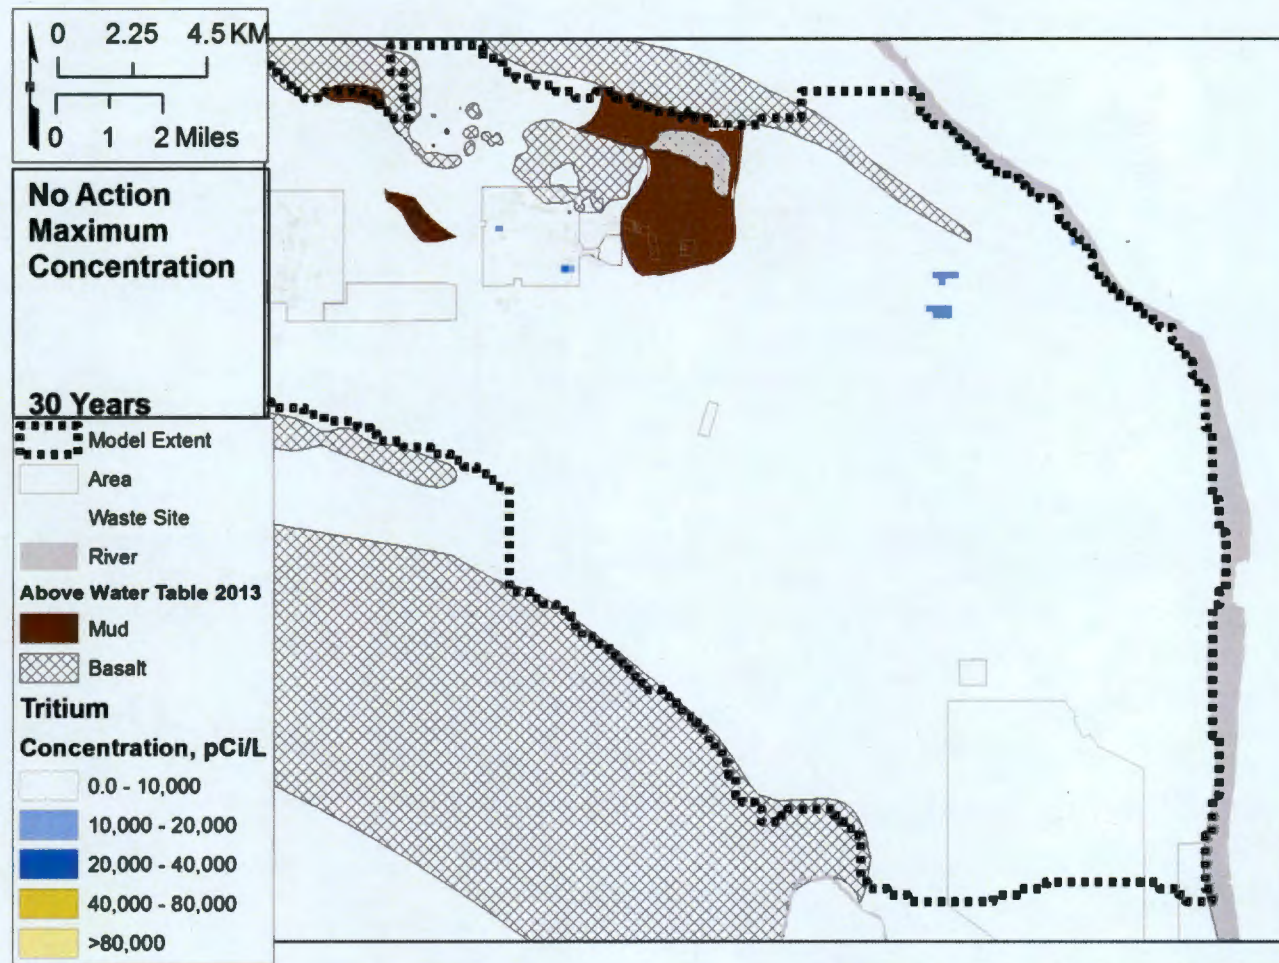 0 2.25 4.5 KM
0 1 2 Miles
No Action
Maximum
Concentration
30 Years
Model Extent
Area
Waste Site
River
Above Water Table 2013
Mud
Basalt
Tritium
Concentration, pCi/L
0.0 - 10,000
10,000 - 20,000
20,000 - 40,000
40,000 - 80,000
>80,000